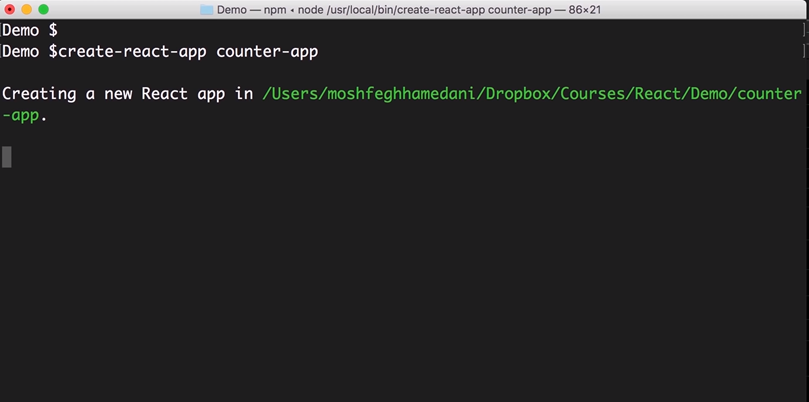 Demo — npm ◂ node /usr/local/bin/create-react-app counter-app — 86×21
Demo $
Demo $create-react-app counter-app
Creating a new React app in /Users/moshfeghhamedani/Dropbox/Courses/React/Demo/counter
-app.